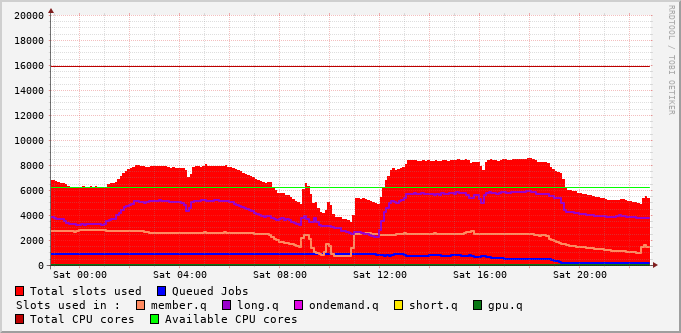 RRDTOOL / TOBI OETIKER
20000
18000
16000
14000
12000
10000
8000
6000
4000
2000
0
Sat 00:00 Sat 04:00 Sat 08:00 Sat 12:00 Sat 16:00 Sat 20:00
Total slots used Queued Jobs
Slots used in : member.q long.q ondemand.q short.q gpu.q
Total CPU cores Available CPU cores